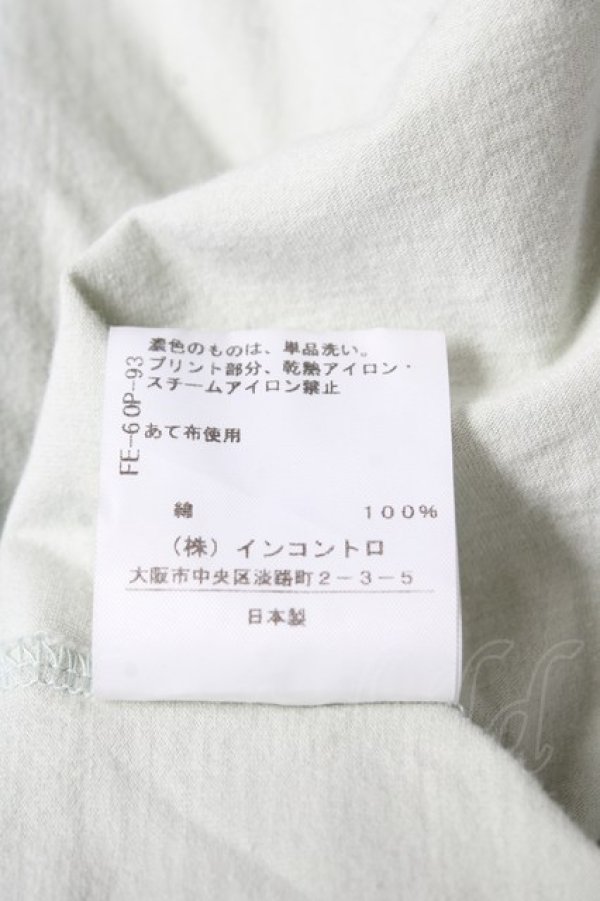 濃色のものは、単品洗い。
プリント部分、乾熱アイロン・
スチームアイロン禁止
あて布使用
FE-60P-93
綿 100%
(株)インコントロ
大阪市中央区淡路町2-3-5
日本製